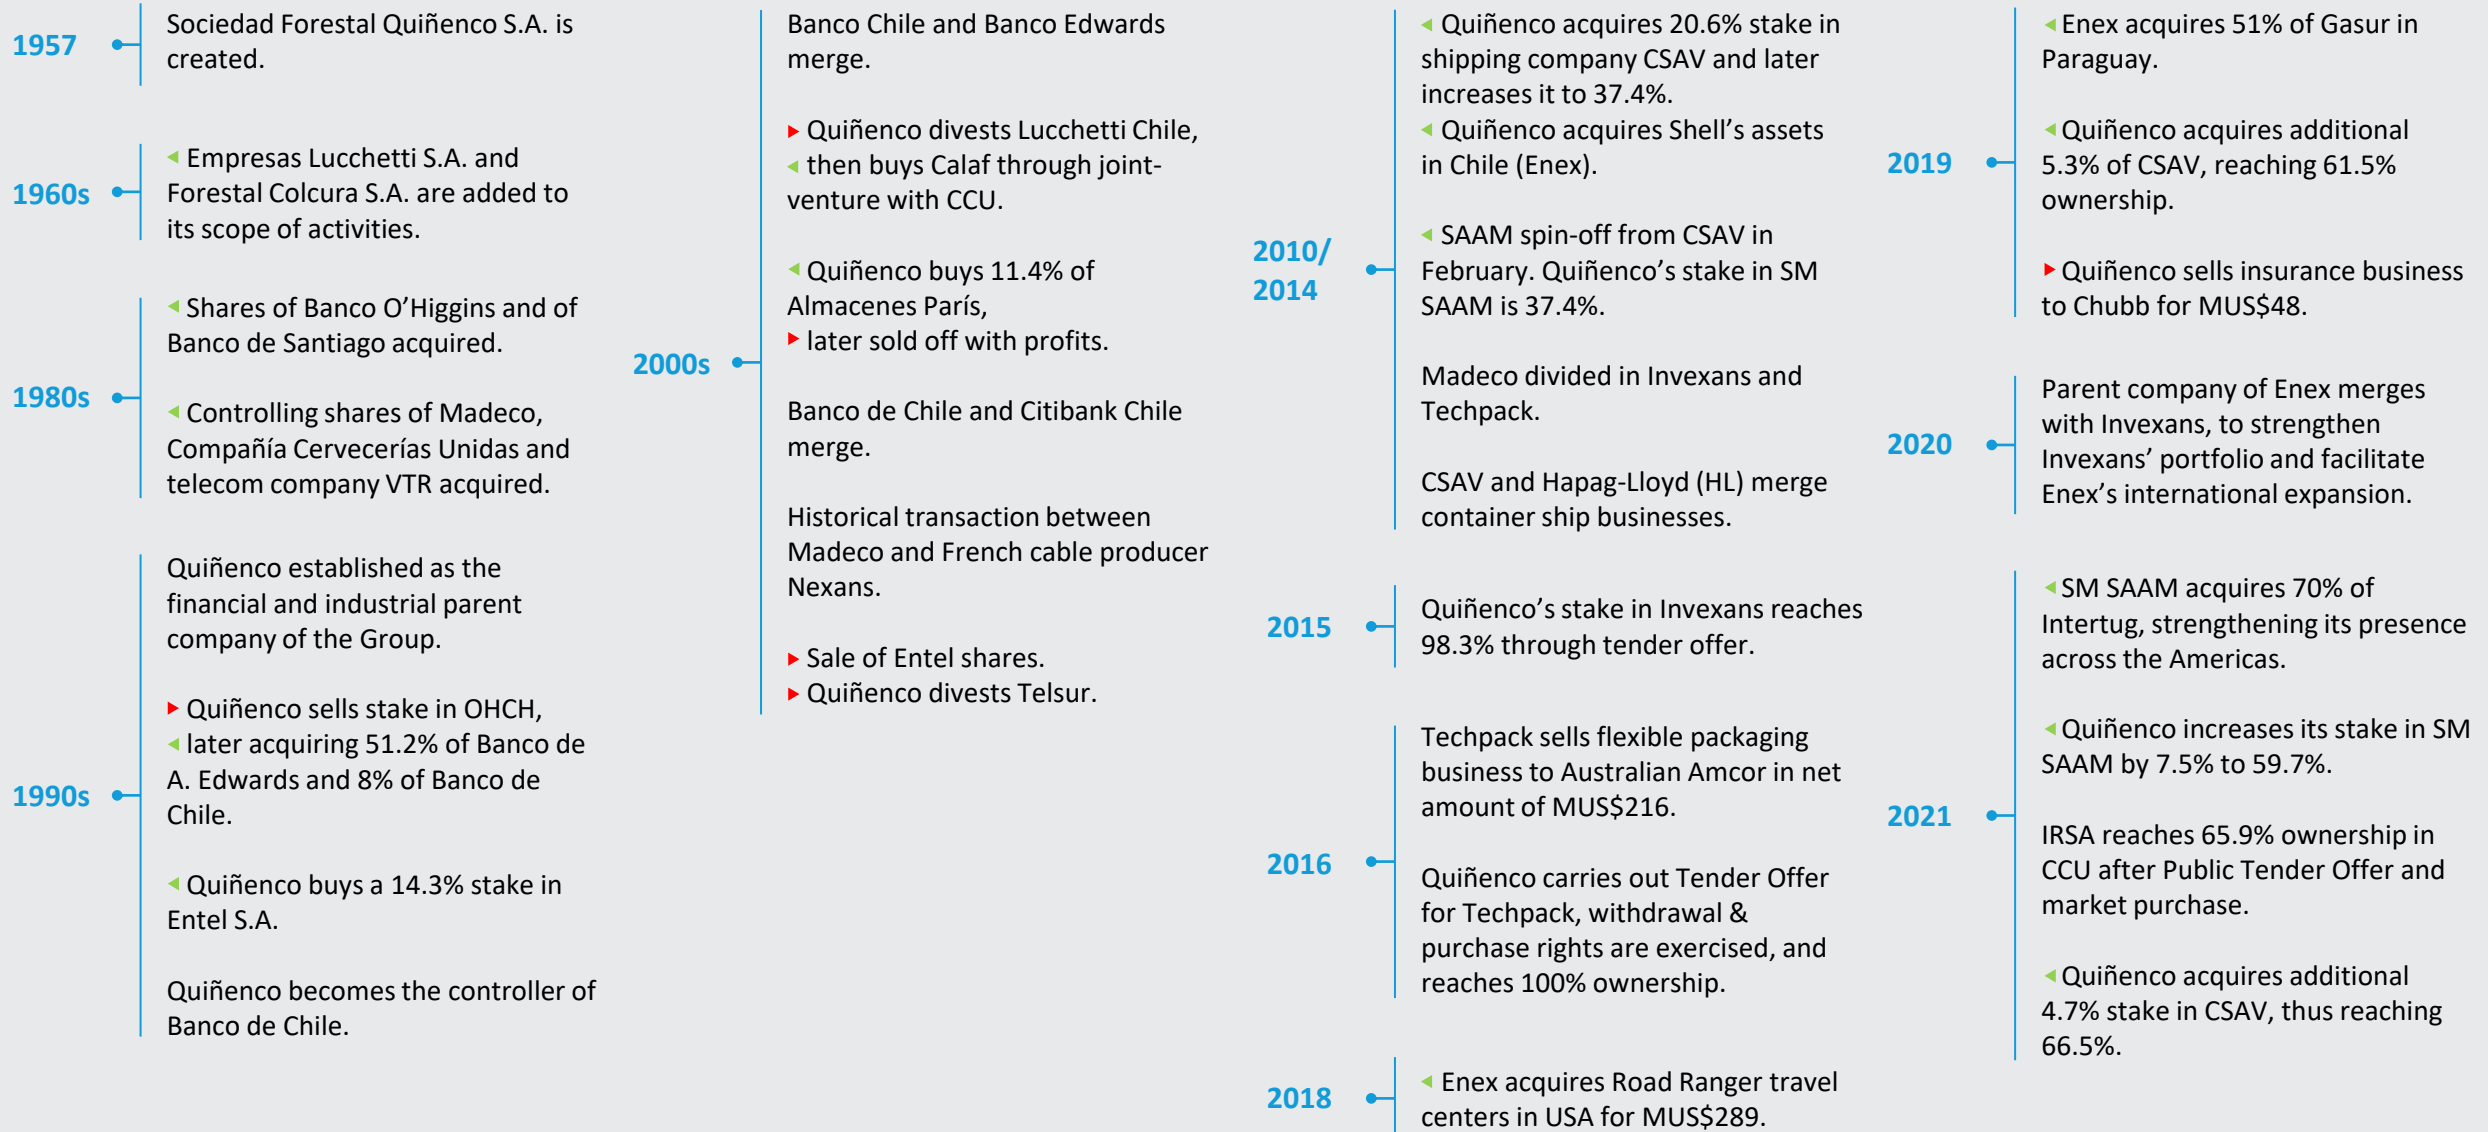 1957
Sociedad Forestal Quiñenco S.A. is
created.
1960s
Empresas Lucchetti S.A. and
Forestal Colcura S.A. are added to
its scope of activities.
1980s
Shares of Banco O’Higgins and of
Banco de Santiago acquired.
Controlling shares of Madeco,
Compañía Cervecerías Unidas and
telecom company VTR acquired.
1990s
Quiñenco established as the
financial and industrial parent
company of the Group.
Quiñenco sells stake in OHCH,
later acquiring 51.2% of Banco de
A. Edwards and 8% of Banco de
Chile.
Quiñenco buys a 14.3% stake in
Entel S.A.
Quiñenco becomes the controller of
Banco de Chile.
2000s
Banco Chile and Banco Edwards
merge.
Quiñenco divests Lucchetti Chile,
then buys Calaf through joint-
venture with CCU.
Quiñenco buys 11.4% of
Almacenes París,
later sold off with profits.
Banco de Chile and Citibank Chile
merge.
Historical transaction between
Madeco and French cable producer
Nexans.
Sale of Entel shares.
Quiñenco divests Telsur.
2010/
2014
Quiñenco acquires 20.6% stake in
shipping company CSAV and later
increases it to 37.4%.
Quiñenco acquires Shell’s assets
in Chile (Enex).
SAAM spin-off from CSAV in
February. Quiñenco’s stake in SM
SAAM is 37.4%.
Madeco divided in Invexans and
Techpack.
CSAV and Hapag-Lloyd (HL) merge
container ship businesses.
2015
Quiñenco’s stake in Invexans reaches
98.3% through tender offer.
2016
Techpack sells flexible packaging
business to Australian Amcor in net
amount of MUS$216.
Quiñenco carries out Tender Offer
for Techpack, withdrawal &
purchase rights are exercised, and
reaches 100% ownership.
2018
Enex acquires Road Ranger travel
centers in USA for MUS$289.
2019
Enex acquires 51% of Gasur in
Paraguay.
Quiñenco acquires additional
5.3% of CSAV, reaching 61.5%
ownership.
Quiñenco sells insurance business
to Chubb for MUS$48.
2020
Parent company of Enex merges
with Invexans, to strengthen
Invexans’ portfolio and facilitate
Enex’s international expansion.
2021
SM SAAM acquires 70% of
Intertug, strengthening its presence
across the Americas.
Quiñenco increases its stake in SM
SAAM by 7.5% to 59.7%.
IRSA reaches 65.9% ownership in
CCU after Public Tender Offer and
market purchase.
Quiñenco acquires additional
4.7% stake in CSAV, thus reaching
66.5%.